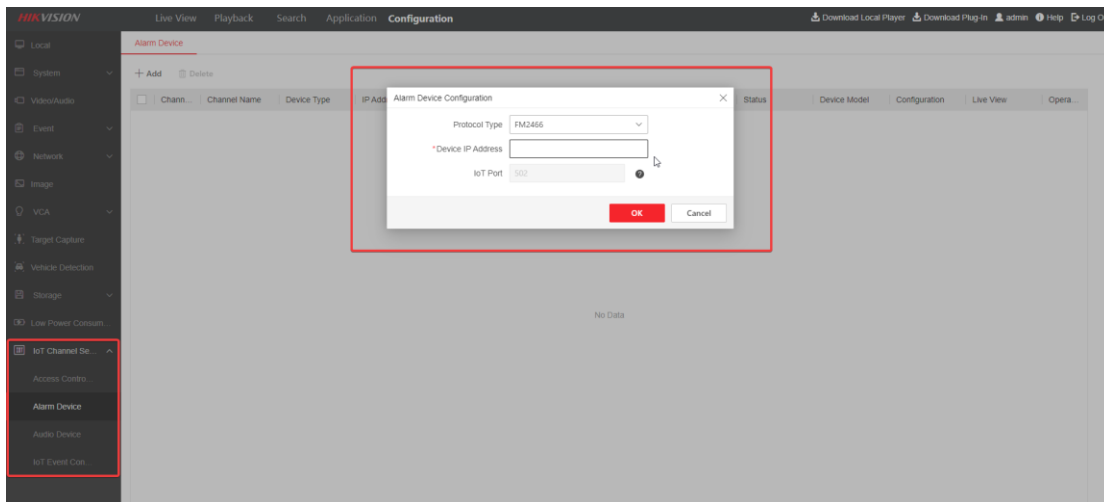 HIKVISION Live View Playback Search Application Configuration Download Local Player Download Plug-In admin Help Log O
Local
Alarm Device
System
Add Delete
Video/Audio
Chann... Channel Name Device Type IP Add Status Device Model Configuration Live View Opera...
Alarm Device Configuration
Protocol Type FM2466
*Device IP Address
IoT Port 502
OK Cancel
Event
Network
Image
VCA
Target Capture
Vehicle Detection
Storage
No Data
Low Power Consum...
IoT Channel Se...
Access Contro...
Alarm Device
Audio Device
IoT Event Con...